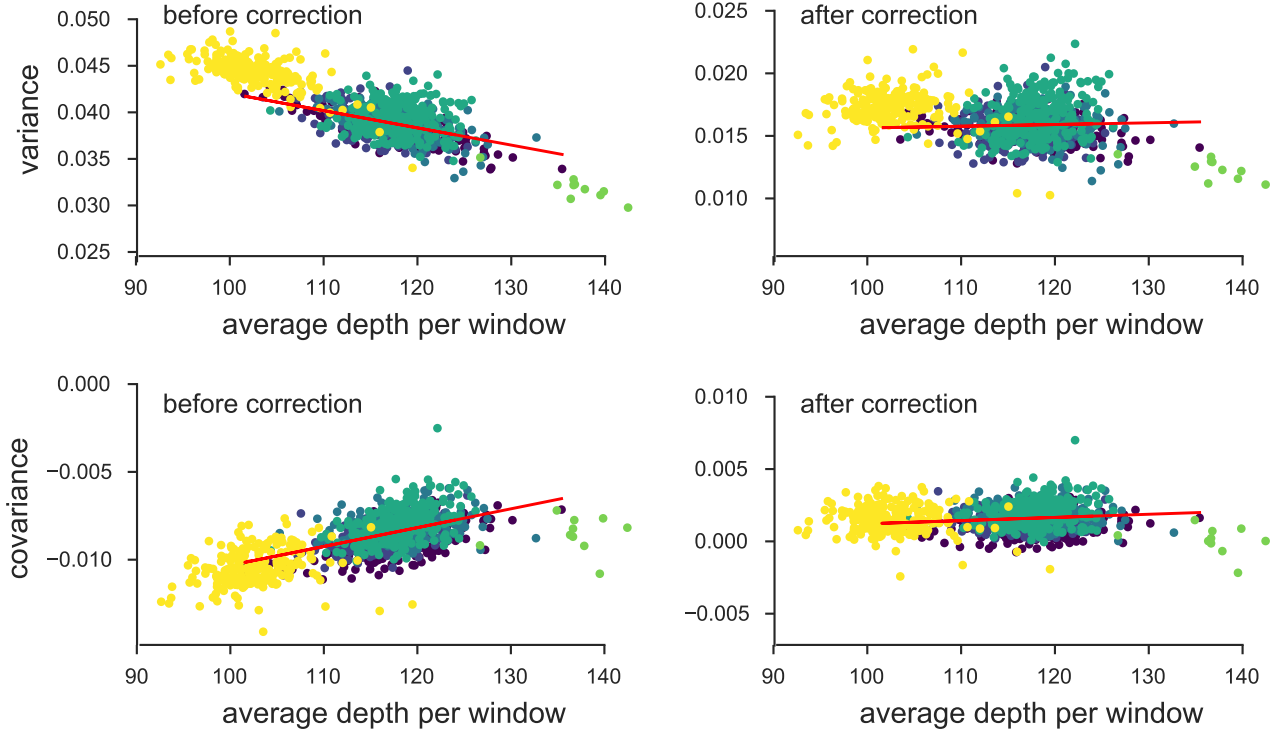 before correction
0.050
0.045
0.040
0.035
0.030
0.025
variance
90 100 110 120 130 140
average depth per window
after correction
0.025
0.020
0.015
0.010
90 100 110 120 130 140
average depth per window
before correction
0.000
−0.005
−0.010
covariance
90 100 110 120 130 140
average depth per window
after correction
0.010
0.005
0.000
−0.005
90 100 110 120 130 140
average depth per window